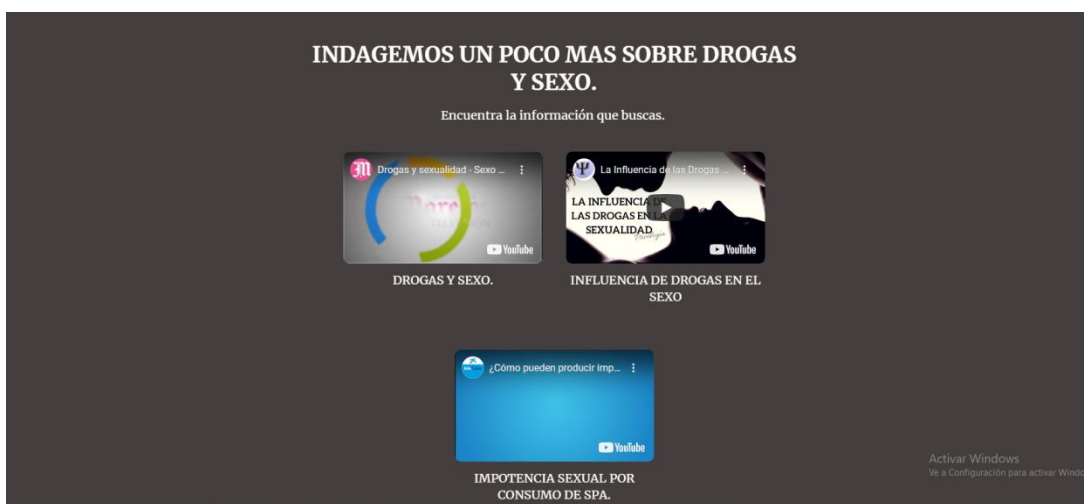 INDAGEMOS UN POCO MAS SOBRE DROGAS
Y SEXO.
Encuentra la información que buscas.
Drogas y sexualidad - Sexo ...
YouTube
DROGAS Y SEXO.
La Influencia de las Drogas ...
LA INFLUENCIA DE
LAS DROGAS EN LA
SEXUALIDAD
YouTube
INFLUENCIA DE DROGAS EN EL
SEXO
¿Cómo pueden producir imp...
YouTube
IMPOTENCIA SEXUAL POR
CONSUMO DE SPA.
Activar Windows
Ve a Configuración para activar Windo